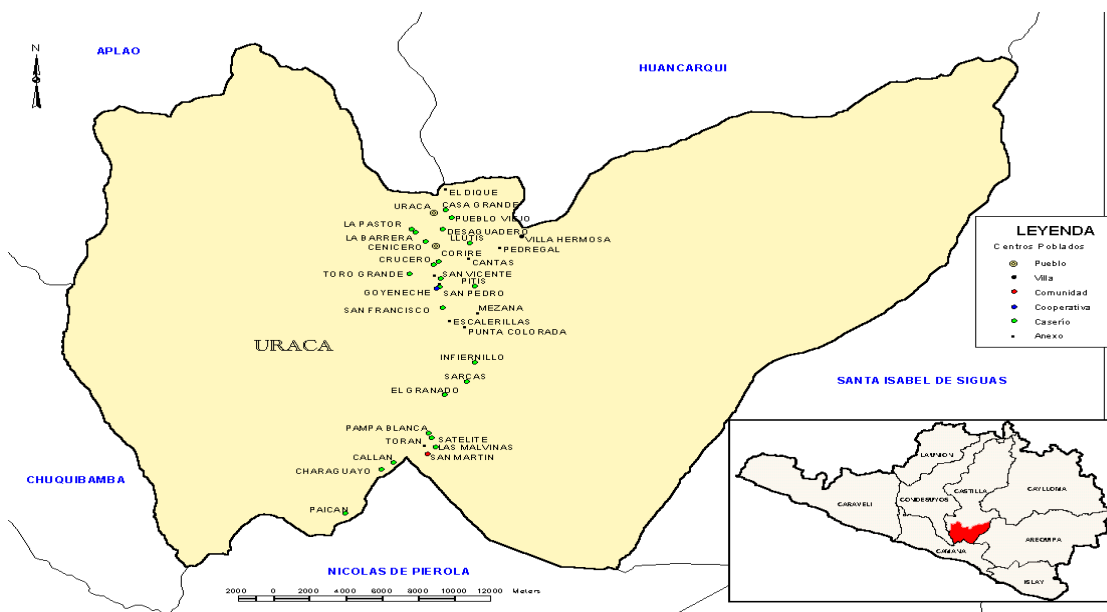 APLAO
N
HUANCARQUI
EL DIQUE
URACA
CASA GRANDE
PUEBLO VIEJO
LA PASTOR
DESAGUADERO
LA BARRERA
LLUTIS
VILLA HERMOSA
CENICERO
PEDREGAL
CORIRE
CRUCERO
CANTAS
TORO GRANDE
SAN VICENTE
PITIS
GOYENECHE
SAN PEDRO
SAN FRANCISCO
MEZANA
ESCALERILLAS
PUNTA COLORADA
URACA
INFIERNILLO
SARCAS
EL GRANADO
PAMPA BLANCA
SATELITE
TORAN
LAS MALVINAS
CALLAN
SAN MARTIN
CHARAGUAYO
PAICAN
CHUQUIBAMBA
NICOLAS DE PIEROLA
SANTA ISABEL DE SIGUAS
2000 0 2000 4000 6000 8000 10000 12000 Meters
LEYENDA
Centros Poblados
Pueblo
Villa
Comunidad
Cooperativa
Caserío
Anexo
LA UNION
CASTILLA
CONDESUYOS
CAYLLOMA
CARAVELI
AREQUIPA
CAMANA
ISLAY